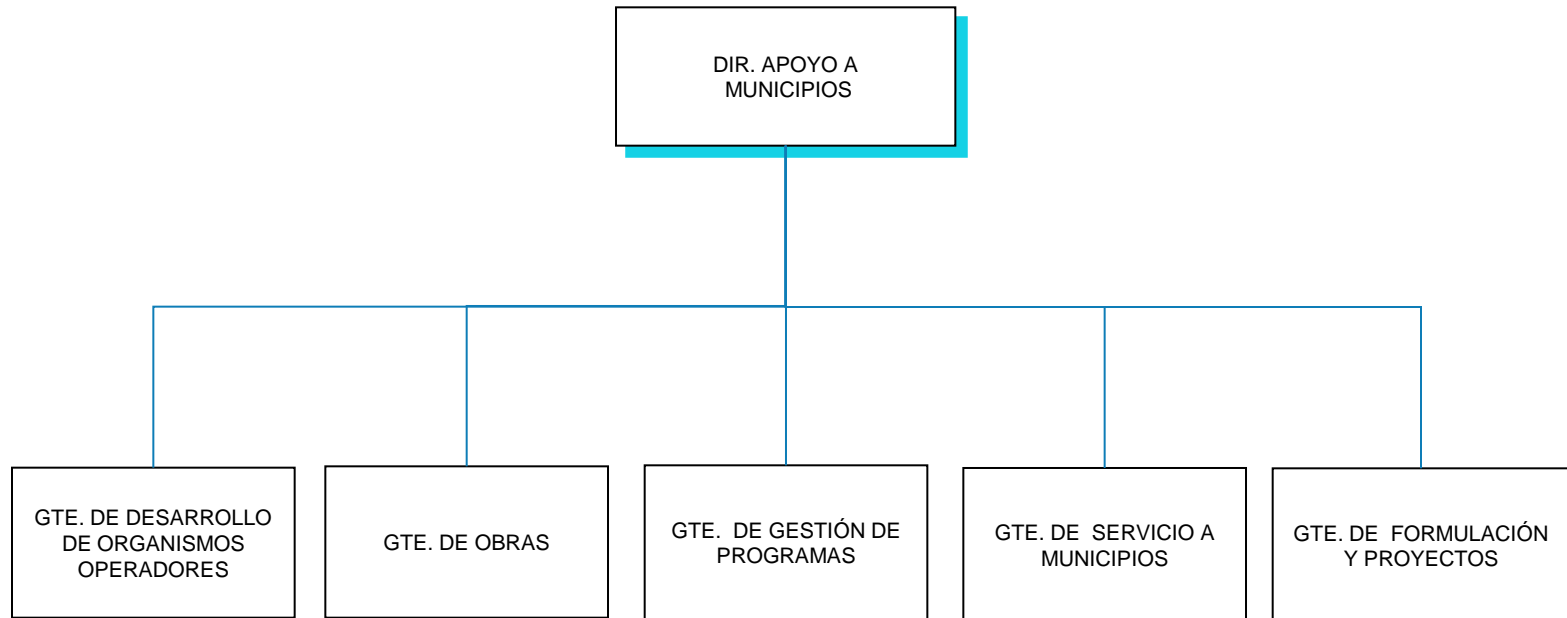 DIR. APOYO A
MUNICIPIOS
GTE. DE DESARROLLO
DE ORGANISMOS
OPERADORES
GTE. DE OBRAS
GTE. DE GESTIÓN DE
PROGRAMAS
GTE. DE SERVICIO A
MUNICIPIOS
GTE. DE FORMULACIÓN
Y PROYECTOS